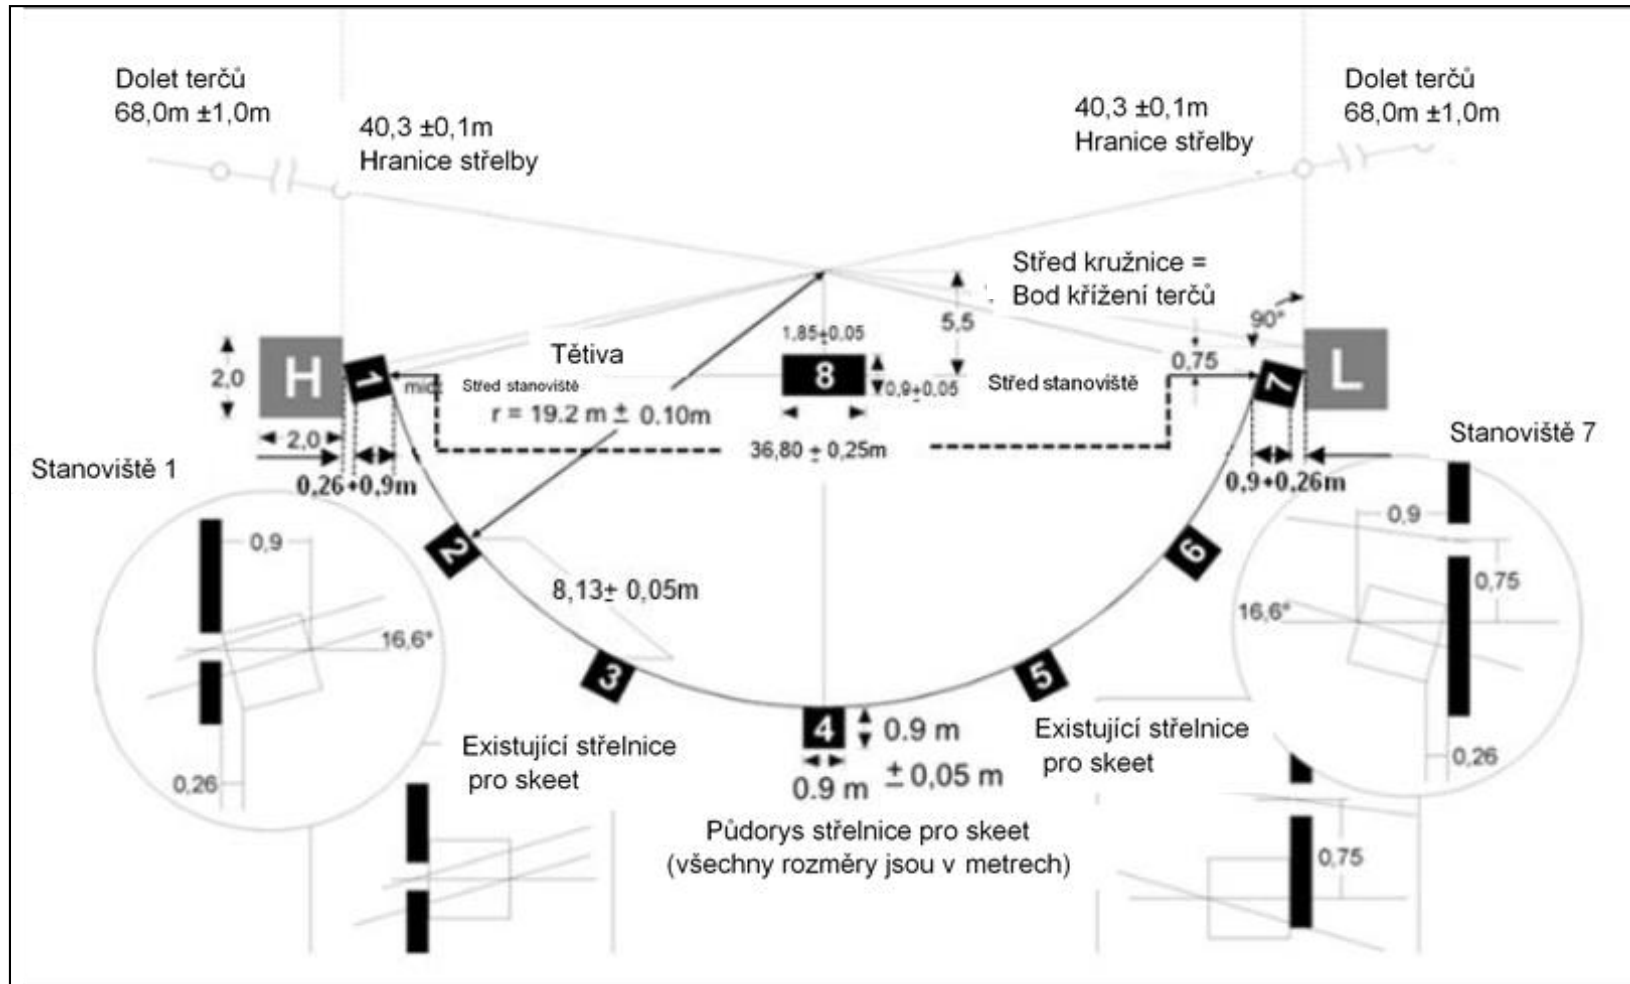 Dolet terčů
68,0m ±1,0m
40,3 ±0,1m
Hranice střelby
40,3 ±0,1m
Hranice střelby
Dolet terčů
68,0m ±1,0m
Střed kružnice =
Bod křížení terčů
5,5
90°
1,85±0,05
Tětiva
H
2,0
1
Střed stanoviště
8
0,9±0,05
Střed stanoviště
0,75
7
L
r = 19.2 m ± 0.10m
2,0
36,80 ± 0,25m
Stanoviště 1
Stanoviště 7
0,26+0,9m
0,9+0,26m
0,9
2
6
0,9
8,13± 0,05m
0,75
16,6°
16,6°
3
5
4
0.9 m
Existující střelnice
pro skeet
Existující střelnice
pro skeet
0,26
0.9 m
± 0,05 m
0,26
Půdorys střelnice pro skeet
(všechny rozměry jsou v metrech)
0,75